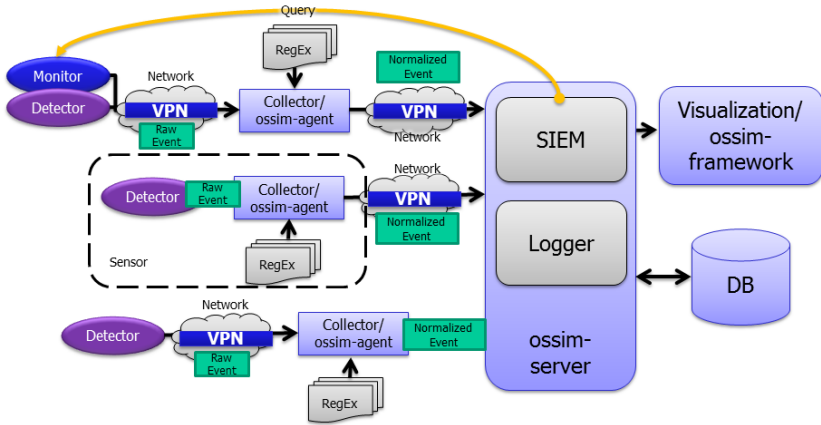 Query
RegEx
Normalized
Event
Monitor
Network
Detector
VPN
Raw
Event
Collector/
ossim-agent
VPN
Network
SIEM
Visualization/
ossim-
framework
Network
Detector
Raw
Event
Collector/
ossim-agent
VPN
Normalized
Event
Sensor
RegEx
Logger
DB
Network
Detector
VPN
Raw
Event
Collector/
ossim-agent
Normalized
Event
RegEx
ossim-
server